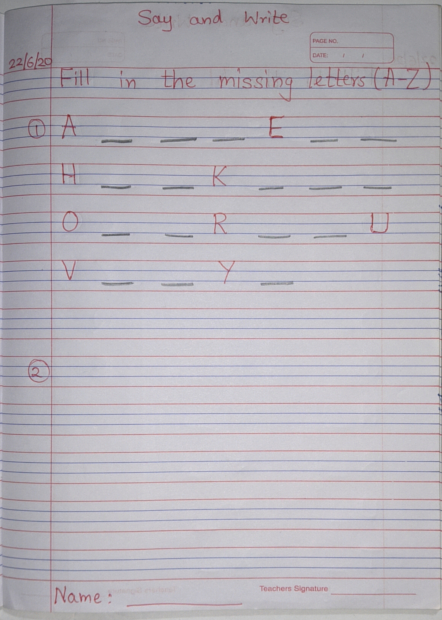 Say and Write
PAGE NO.
DATE: / /
22/6/20
Fill in the missing letters (A-Z)
1 A _ _ _ E _ _
H _ _ K _ _ _
O _ _ R _ _ U
V _ _ Y _
2
Name: ________ Teachers Signature ________